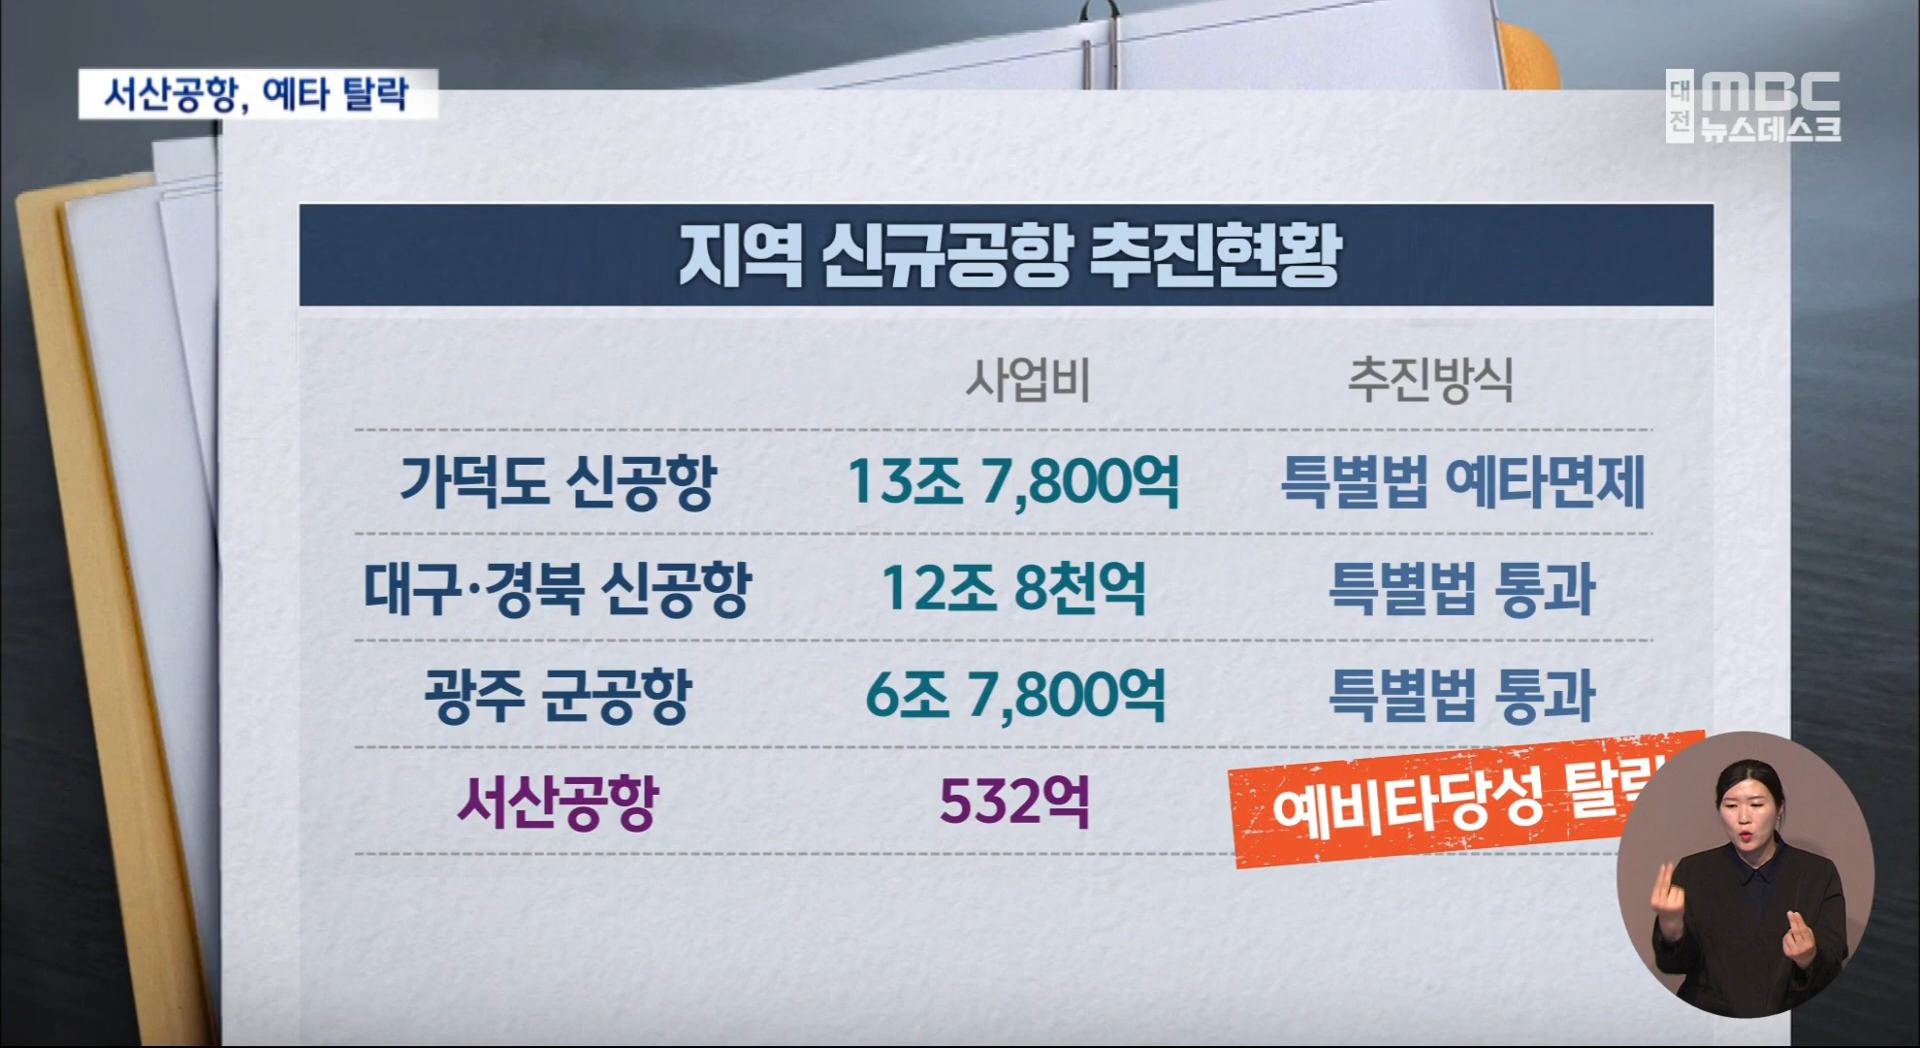 서산공항, 예타 탈락
대전
MBC
뉴스데스크
지역 신규공항 추진현황
사업비 추진방식
가덕도 신공항 13조 7,800억 특별법 예타면제
대구·경북 신공항 12조 8천억 특별법 통과
광주 군공항 6조 7,800억 특별법 통과
서산공항 532억 예비타당성 탈락